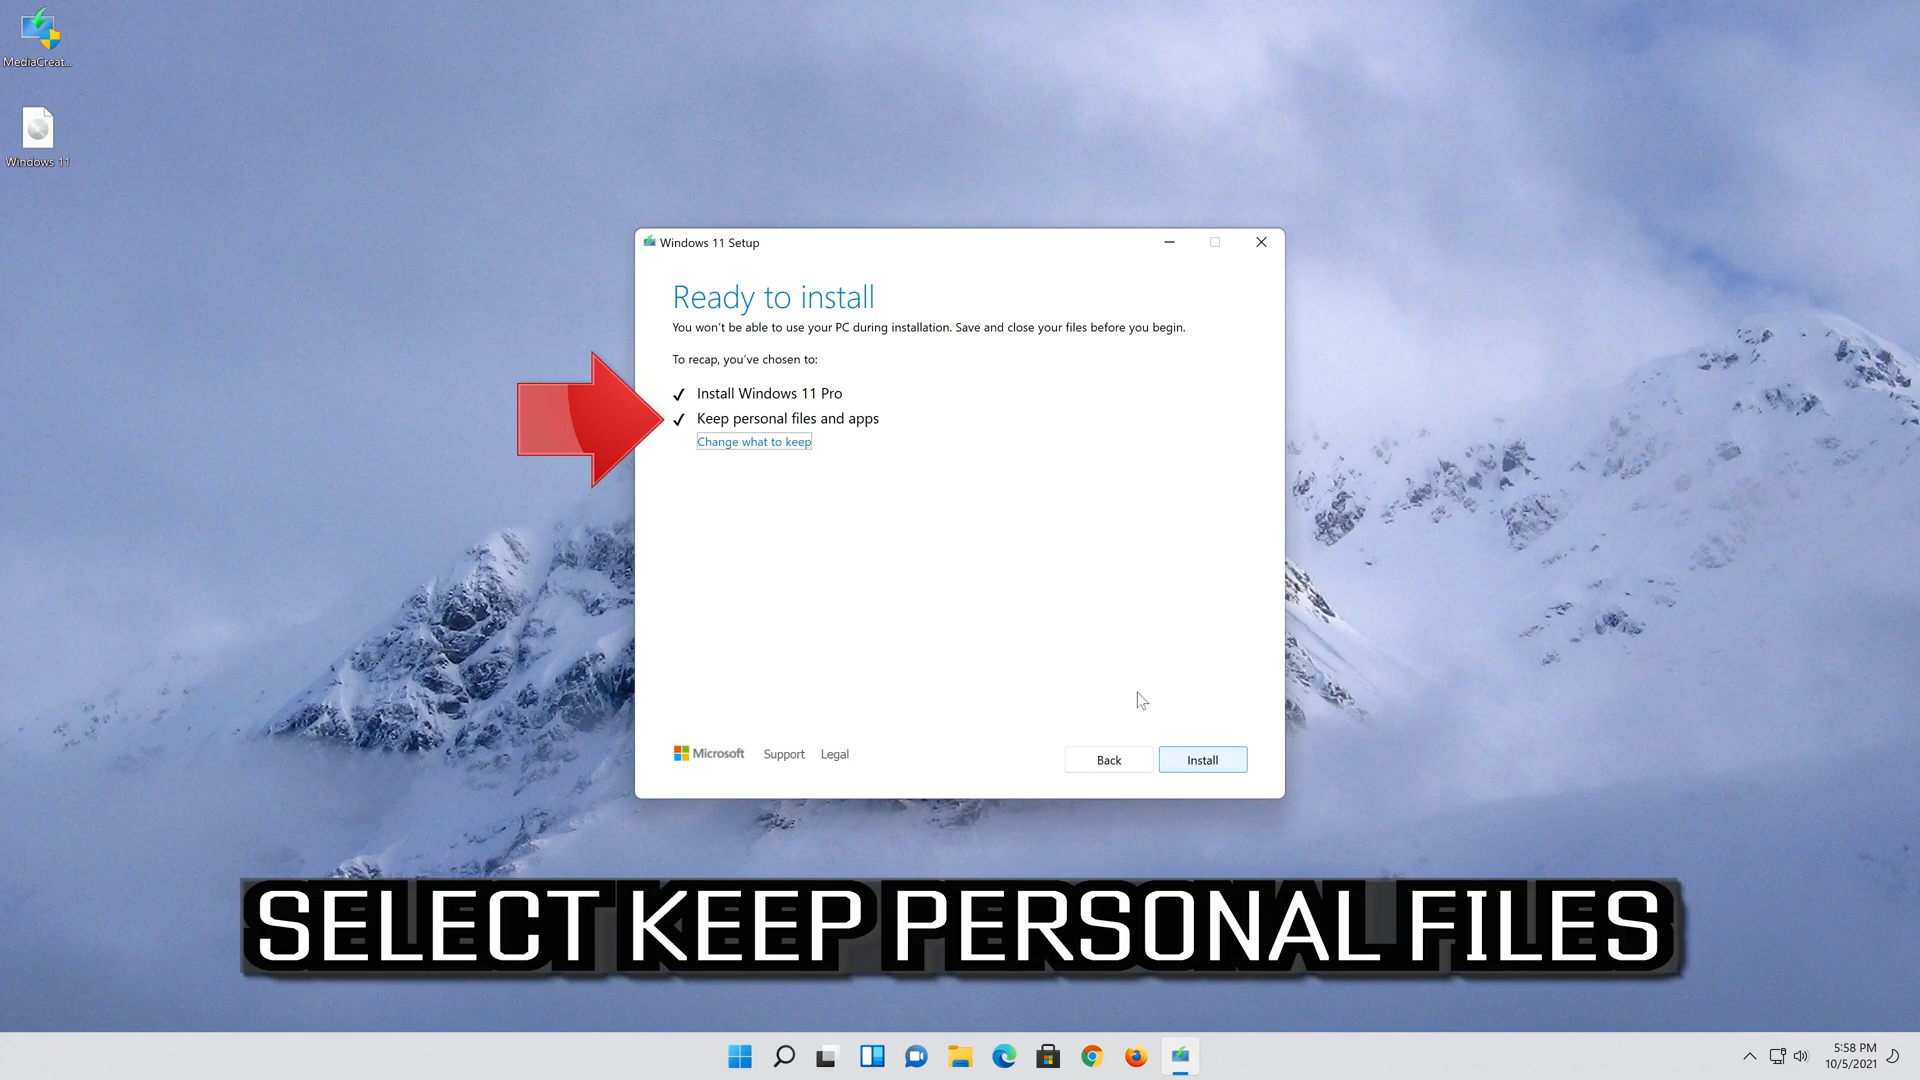 MediaCreat...
Windows 11
Windows 11 Setup
Ready to install
You won't be able to use your PC during installation. Save and close your files before you begin.
To recap, you've chosen to:
Install Windows 11 Pro
Keep personal files and apps
Change what to keep
Microsoft Support Legal
Back Install
SELECT KEEP PERSONAL FILES
5:58 PM
10/5/2021